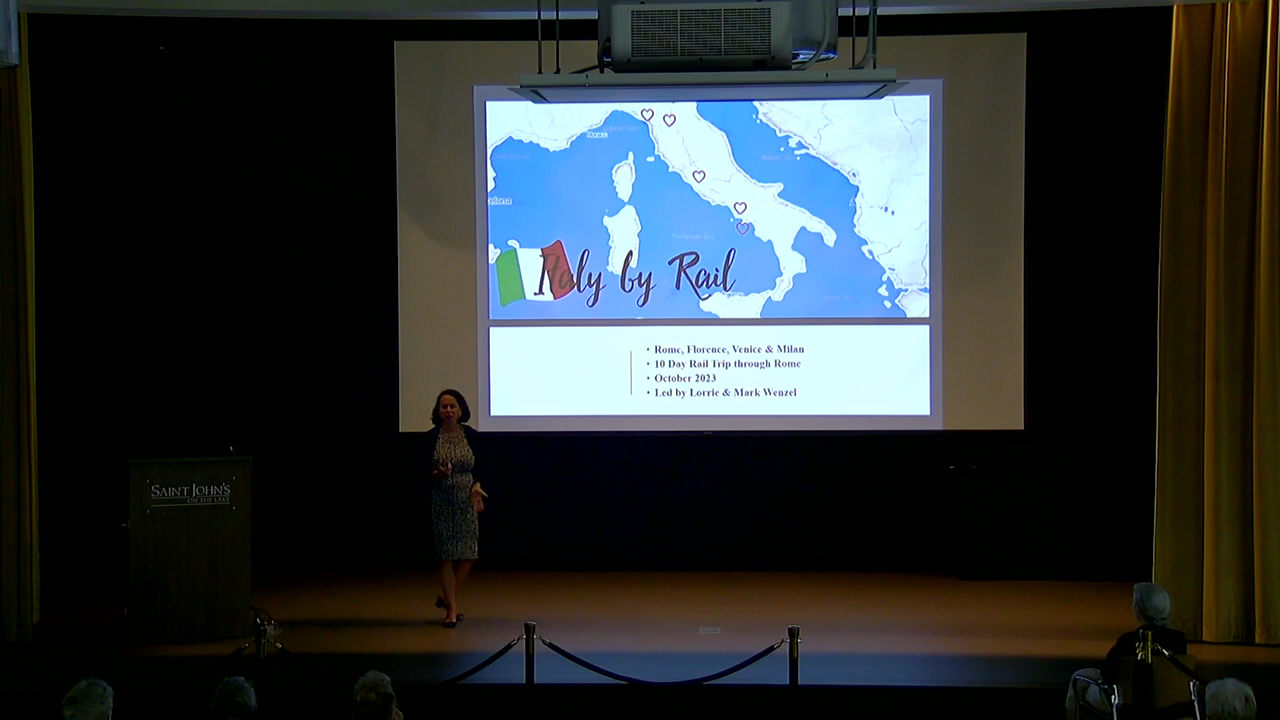 Italy by Rail
• Rome, Florence, Venice & Milan
• 10 Day Rail Trip through Rome
• October 2023
• Led by Lorrie & Mark Wenzel
SAINT JOHN'S
ON THE LAKE